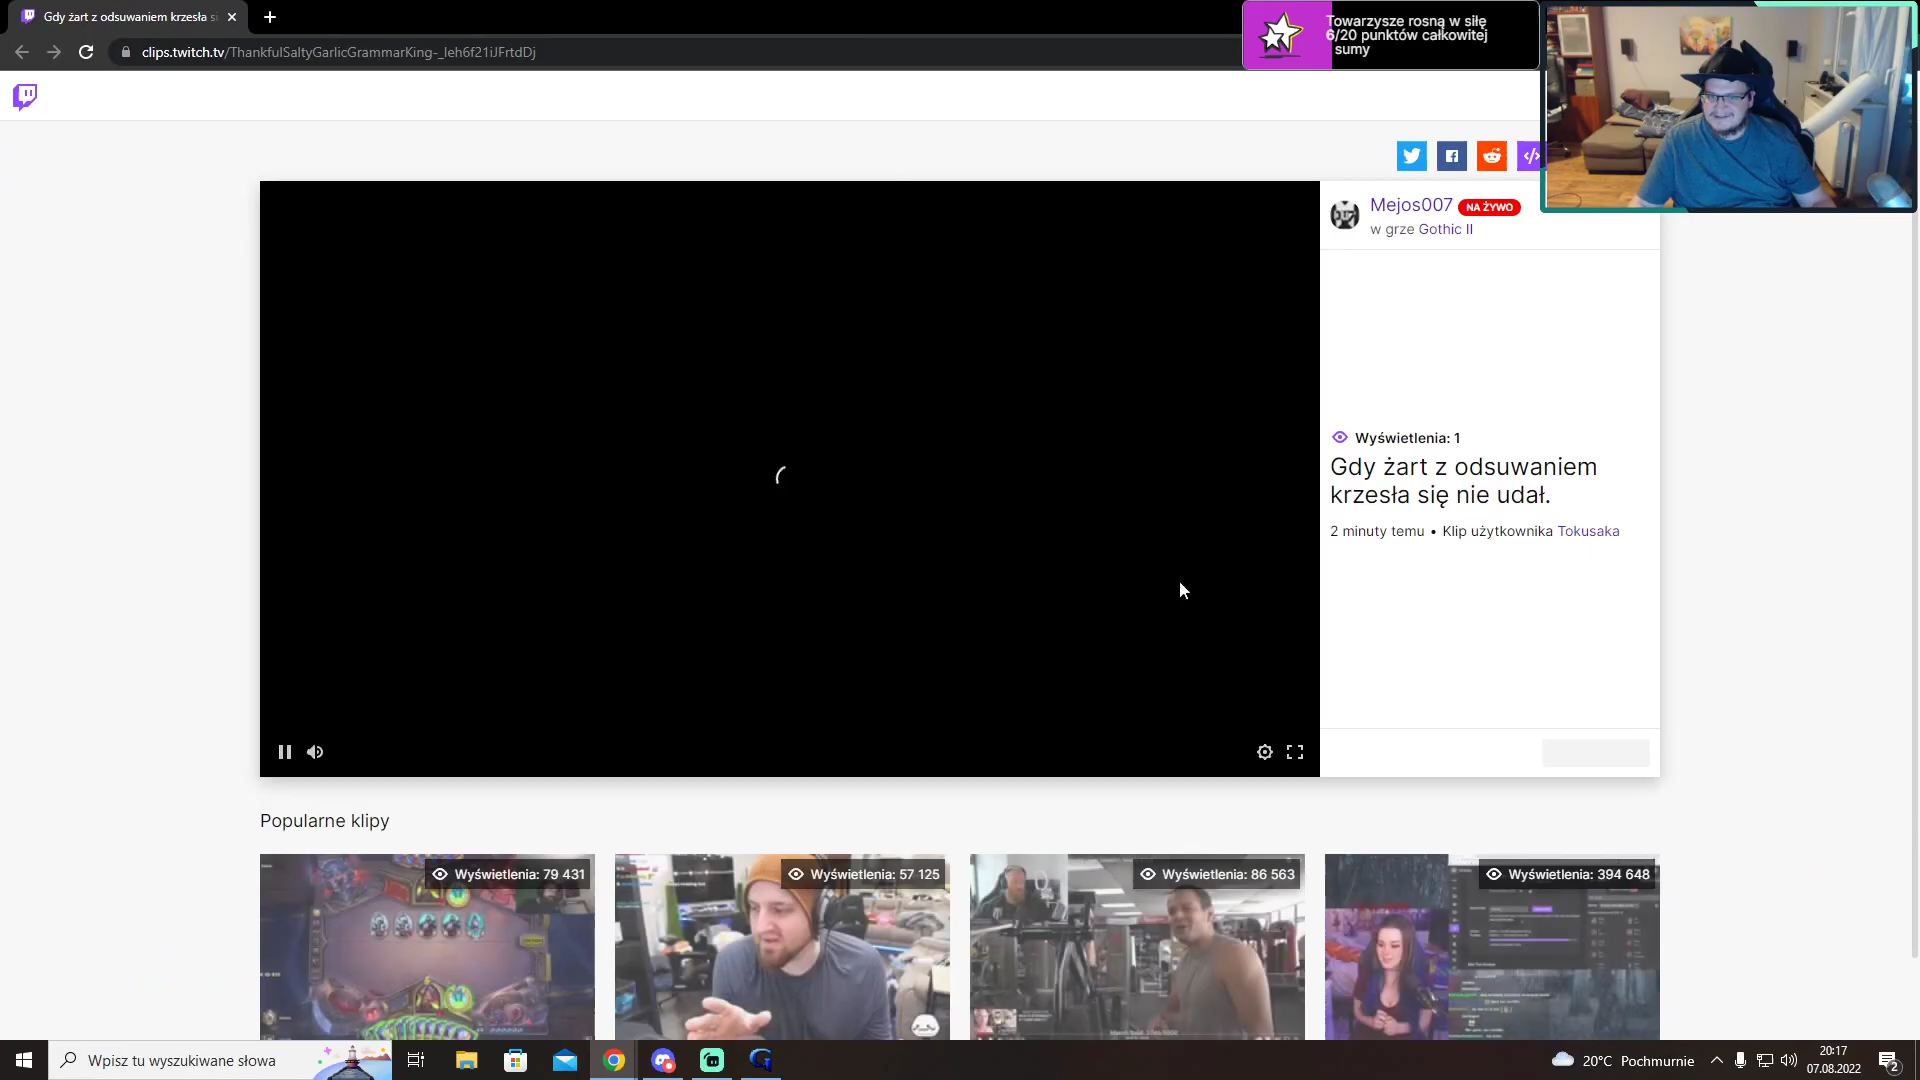 Gdy żart z odsuwaniem krzesła si
clips.twitch.tv/ThankfulSaltyGarlicGrammarKing-_leh6f21iJFrtdDj
Towarzysze rosną w siłę
6/20 punktów całkowitej
sumy
Mejos007 NA ŻYWO
w grze Gothic II
Wyświetlenia: 1
Gdy żart z odsuwaniem
krzesła się nie udał.
2 minuty temu • Klip użytkownika Tokusaka
Popularne klipy
Wyświetlenia: 79 431
Wyświetlenia: 57 125
Wyświetlenia: 86 563
Wyświetlenia: 394 648
Wpisz tu wyszukiwane słowa
20°C Pochmurnie
20:17
07.08.2022
2